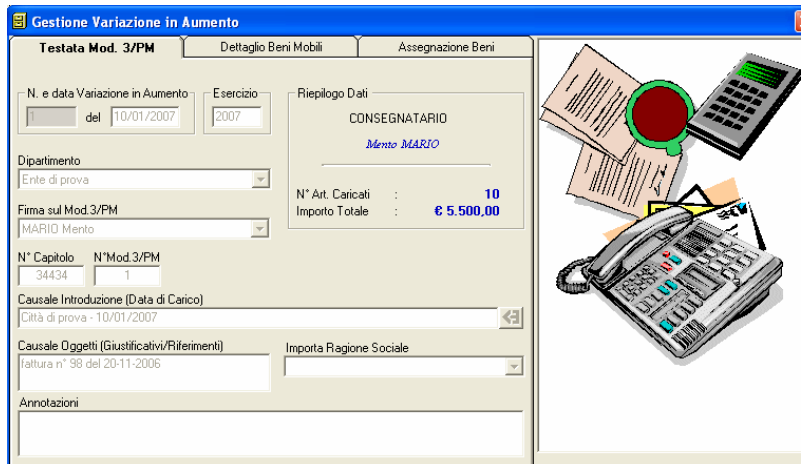 Gestione Variazione in Aumento
Testata Mod. 3/PM
Dettaglio Beni Mobili
Assegnazione Beni
N. e data Variazione in Aumento
Esercizio
1 del 10/01/2007
2007
Riepilogo Dati
CONSEGNATARIO
Mento MARIO
N° Art. Caricati : 10
Importo Totale : € 5.500,00
Dipartimento
Ente di prova
Firma sul Mod.3/PM
MARIO Mento
N° Capitolo
N°Mod.3/PM
34434
1
Causale Introduzione (Data di Carico)
Città di prova - 10/01/2007
Causale Oggetti (Giustificativi/Riferimenti)
fattura n° 98 del 20-11-2006
Importa Ragione Sociale
Annotazioni